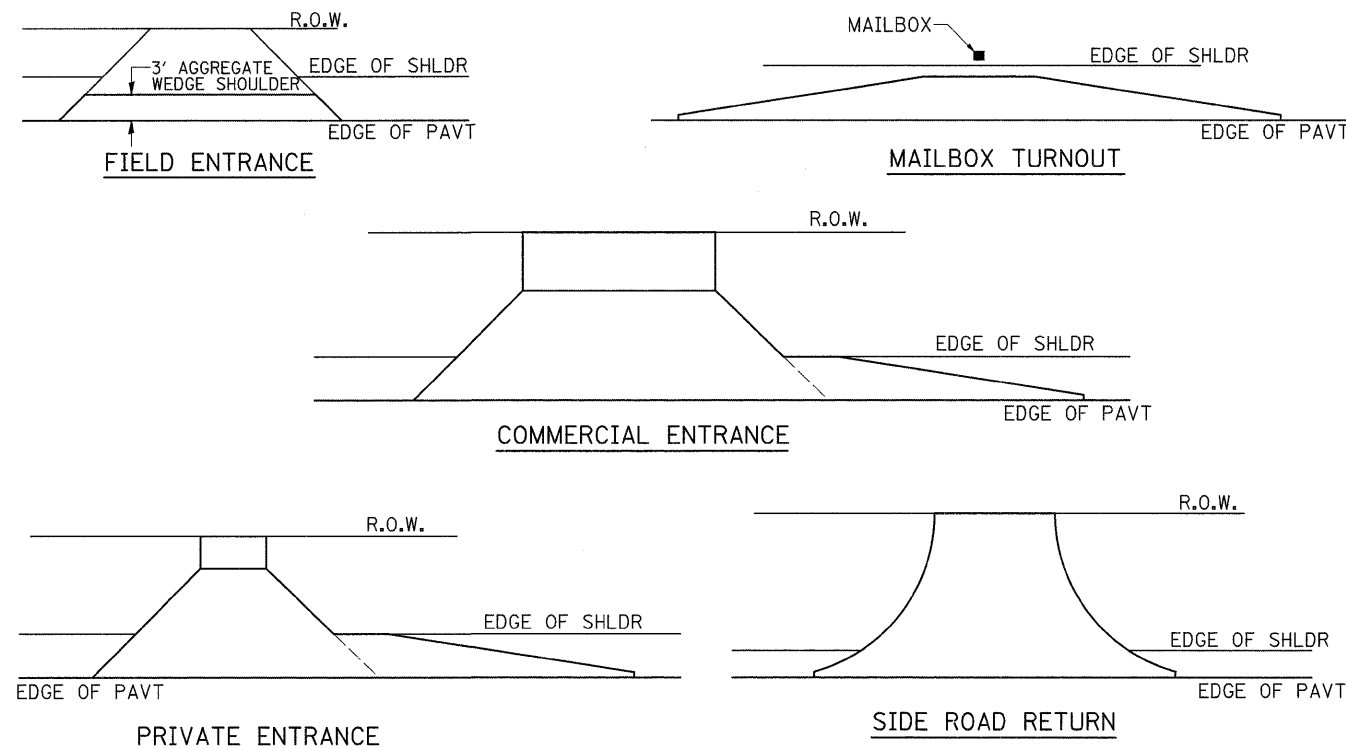 R.O.W.
3' AGGREGATE
WEDGE SHOULDER
EDGE OF SHLDR
EDGE OF PAVT
FIELD ENTRANCE
MAILBOX
EDGE OF SHLDR
EDGE OF PAVT
MAILBOX TURNOUT
R.O.W.
EDGE OF SHLDR
EDGE OF PAVT
COMMERCIAL ENTRANCE
R.O.W.
EDGE OF SHLDR
EDGE OF PAVT
PRIVATE ENTRANCE
R.O.W.
EDGE OF SHLDR
EDGE OF PAVT
SIDE ROAD RETURN